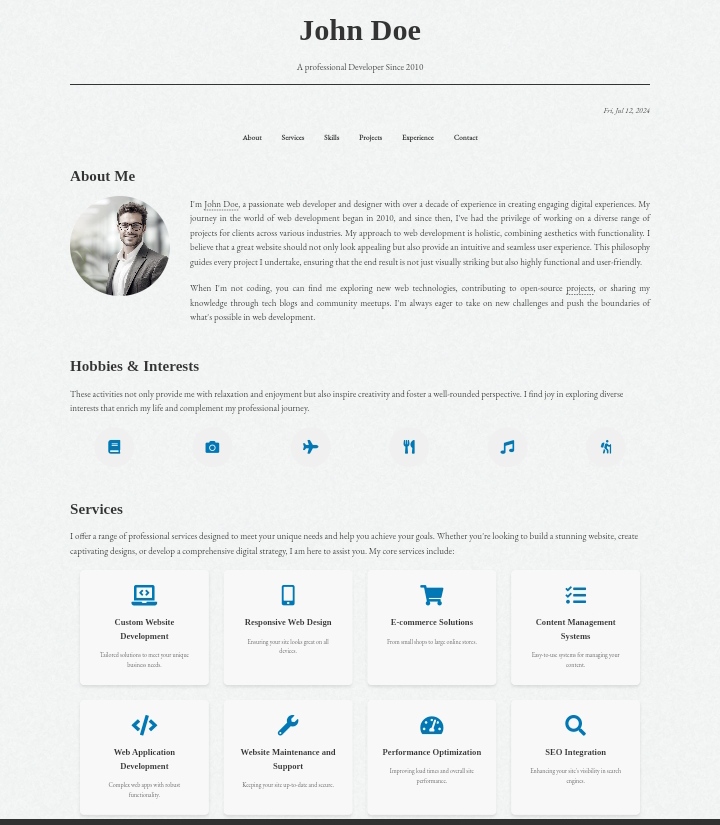 John Doe
A professional Developer Since 2010
Fri, Jul 12, 2024
About Services Skills Projects Experience Contact
About Me
I'm John Doe, a passionate web developer and designer with over a decade of experience in creating engaging digital experiences. My
journey in the world of web development began in 2010, and since then, I've had the privilege of working on a diverse range of
projects for clients across various industries. My approach to web development is holistic, combining aesthetics with functionality. I
believe that a great website should not only look appealing but also provide an intuitive and seamless user experience. This philosophy
guides every project I undertake, ensuring that the end result is not just visually striking but also highly functional and user-friendly.
When I'm not coding, you can find me exploring new web technologies, contributing to open-source projects, or sharing my
knowledge through tech blogs and community meetups. I'm always eager to take on new challenges and push the boundaries of
what's possible in web development.
Hobbies & Interests
These activities not only provide me with relaxation and enjoyment but also inspire creativity and foster a well-rounded perspective. I find joy in exploring diverse
interests that enrich my life and complement my professional journey.
Services
I offer a range of professional services designed to meet your unique needs and help you achieve your goals. Whether you're looking to build a stunning website, create
captivating designs, or develop a comprehensive digital strategy, I am here to assist you. My core services include:
Custom Website
Development
Tailored solutions to meet your unique
business needs.
Responsive Web Design
Ensuring your site looks great on all
devices.
E-commerce Solutions
From small shops to large online stores.
Content Management
Systems
Easy-to-use systems for managing your
content.
Web Application
Development
Complex web apps with robust
functionality.
Website Maintenance and
Support
Keeping your site up-to-date and secure.
Performance Optimization
Improving load times and overall site
performance.
SEO Integration
Enhancing your site's visibility in search
engines.